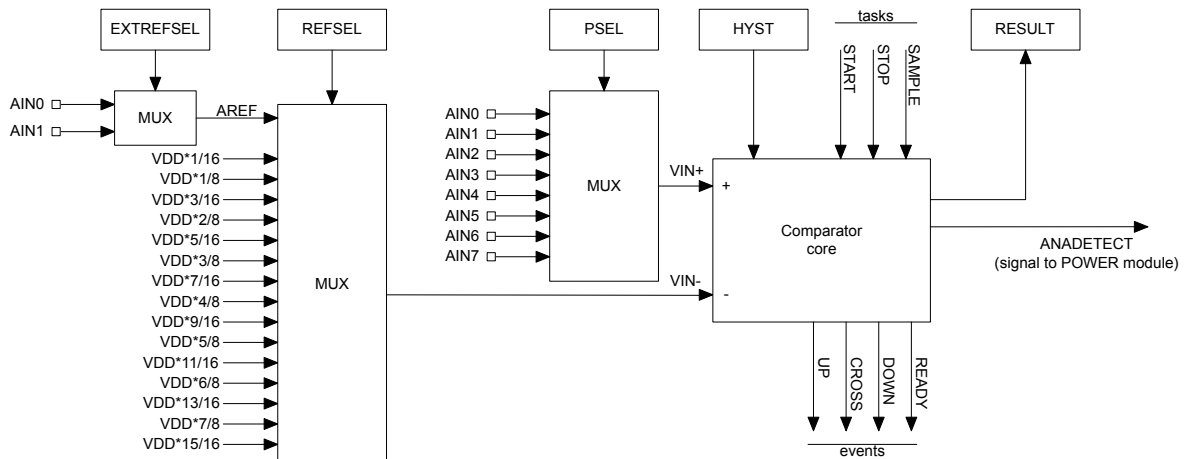 EXTREFSEL
REFSEL
PSEL
HYST
tasks
RESULT
START
STOP
SAMPLE
AIN0
AIN1
MUX
AREF
VDD*1/16
VDD*1/8
VDD*3/16
VDD*2/8
VDD*5/16
VDD*3/8
VDD*7/16
VDD*4/8
VDD*9/16
VDD*5/8
VDD*11/16
VDD*6/8
VDD*13/16
VDD*7/8
VDD*15/16
MUX
AIN0
AIN1
AIN2
AIN3
AIN4
AIN5
AIN6
AIN7
MUX
VIN+
VIN-
+
-
Comparator
core
ANADETECT
(signal to POWER module)
UP
CROSS
DOWN
READY
events